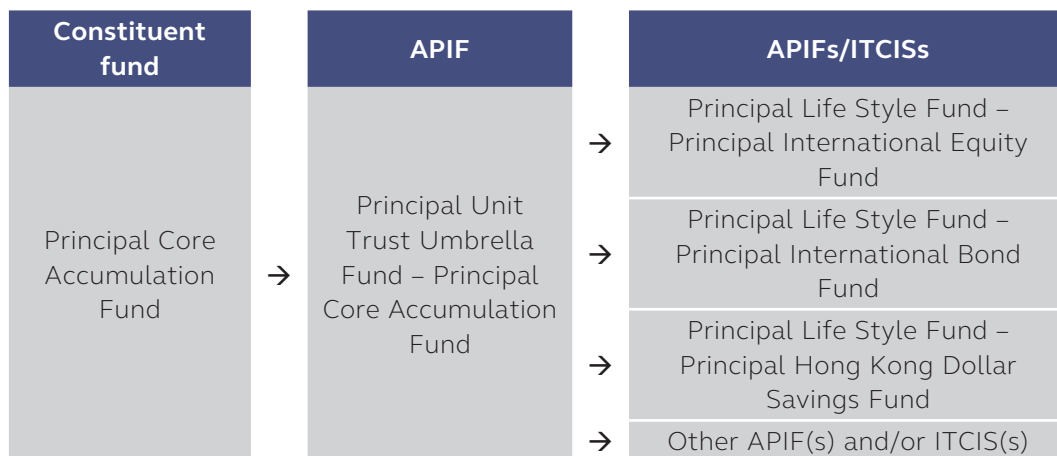 Constituent
fund
APIF
APIFs/ITCISs
Principal Core
Accumulation
Fund
→
Principal Unit
Trust Umbrella
Fund – Principal
Core Accumulation
Fund
→
Principal Life Style Fund –
Principal International Equity
Fund
→
Principal Life Style Fund –
Principal International Bond
Fund
→
Principal Life Style Fund –
Principal Hong Kong Dollar
Savings Fund
→
Other APIF(s) and/or ITCIS(s)